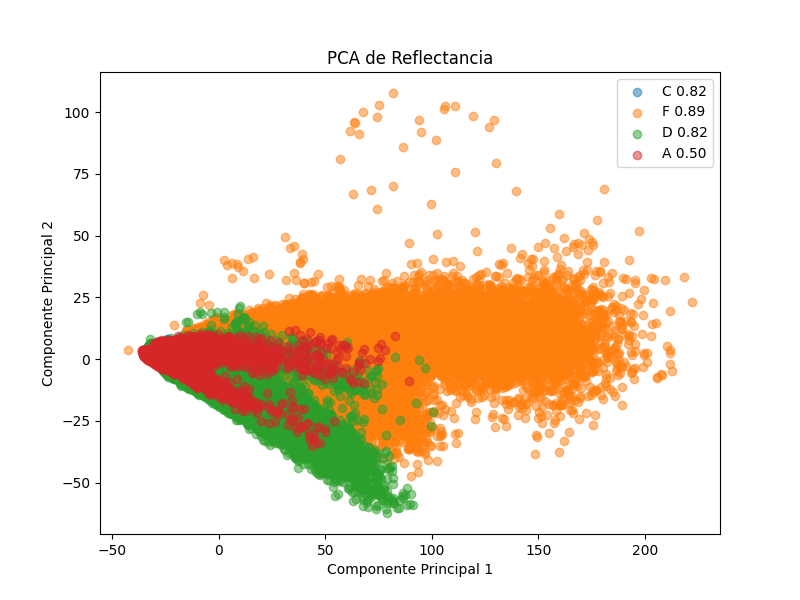 PCA de Reflectancia
C 0.82
F 0.89
D 0.82
A 0.50
Componente Principal 2
100
75
50
25
0
−25
−50
−50 0 50 100 150 200
Componente Principal 1